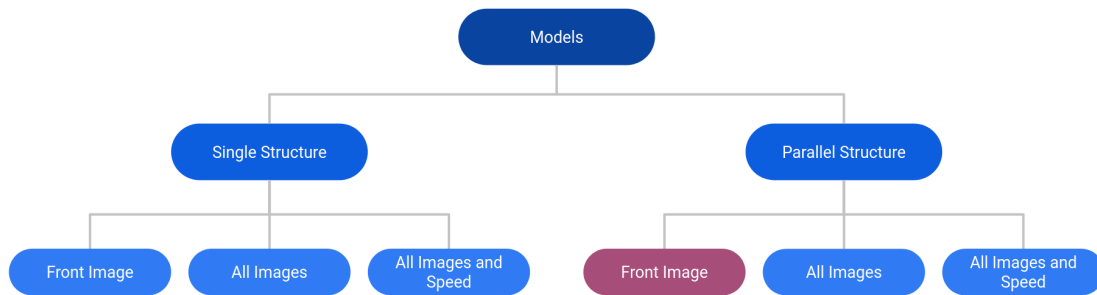 Models
Single Structure
Parallel Structure
Front Image
All Images
All Images and
Speed
Front Image
All Images
All Images and
Speed